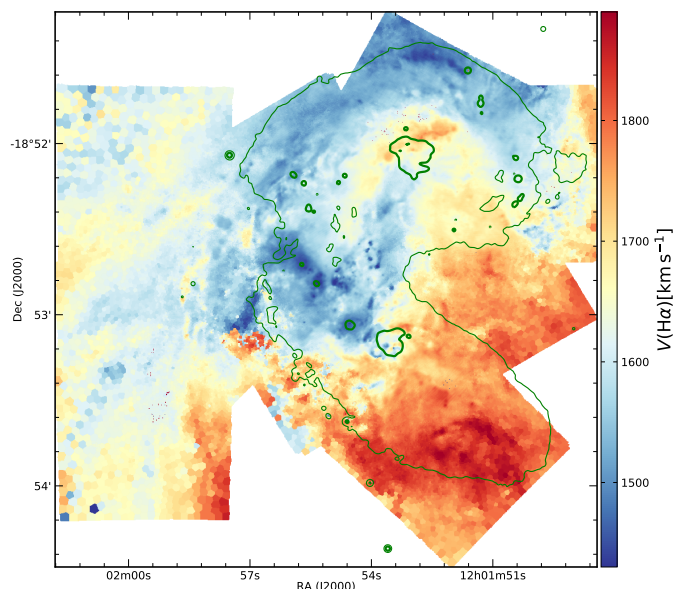 -18°52'
53'
54'
Dec (J2000)
02m00s
57s
54s
12h01m51s
RA (J2000)
1800
1700
1600
1500
V(Hα)[km s⁻¹]